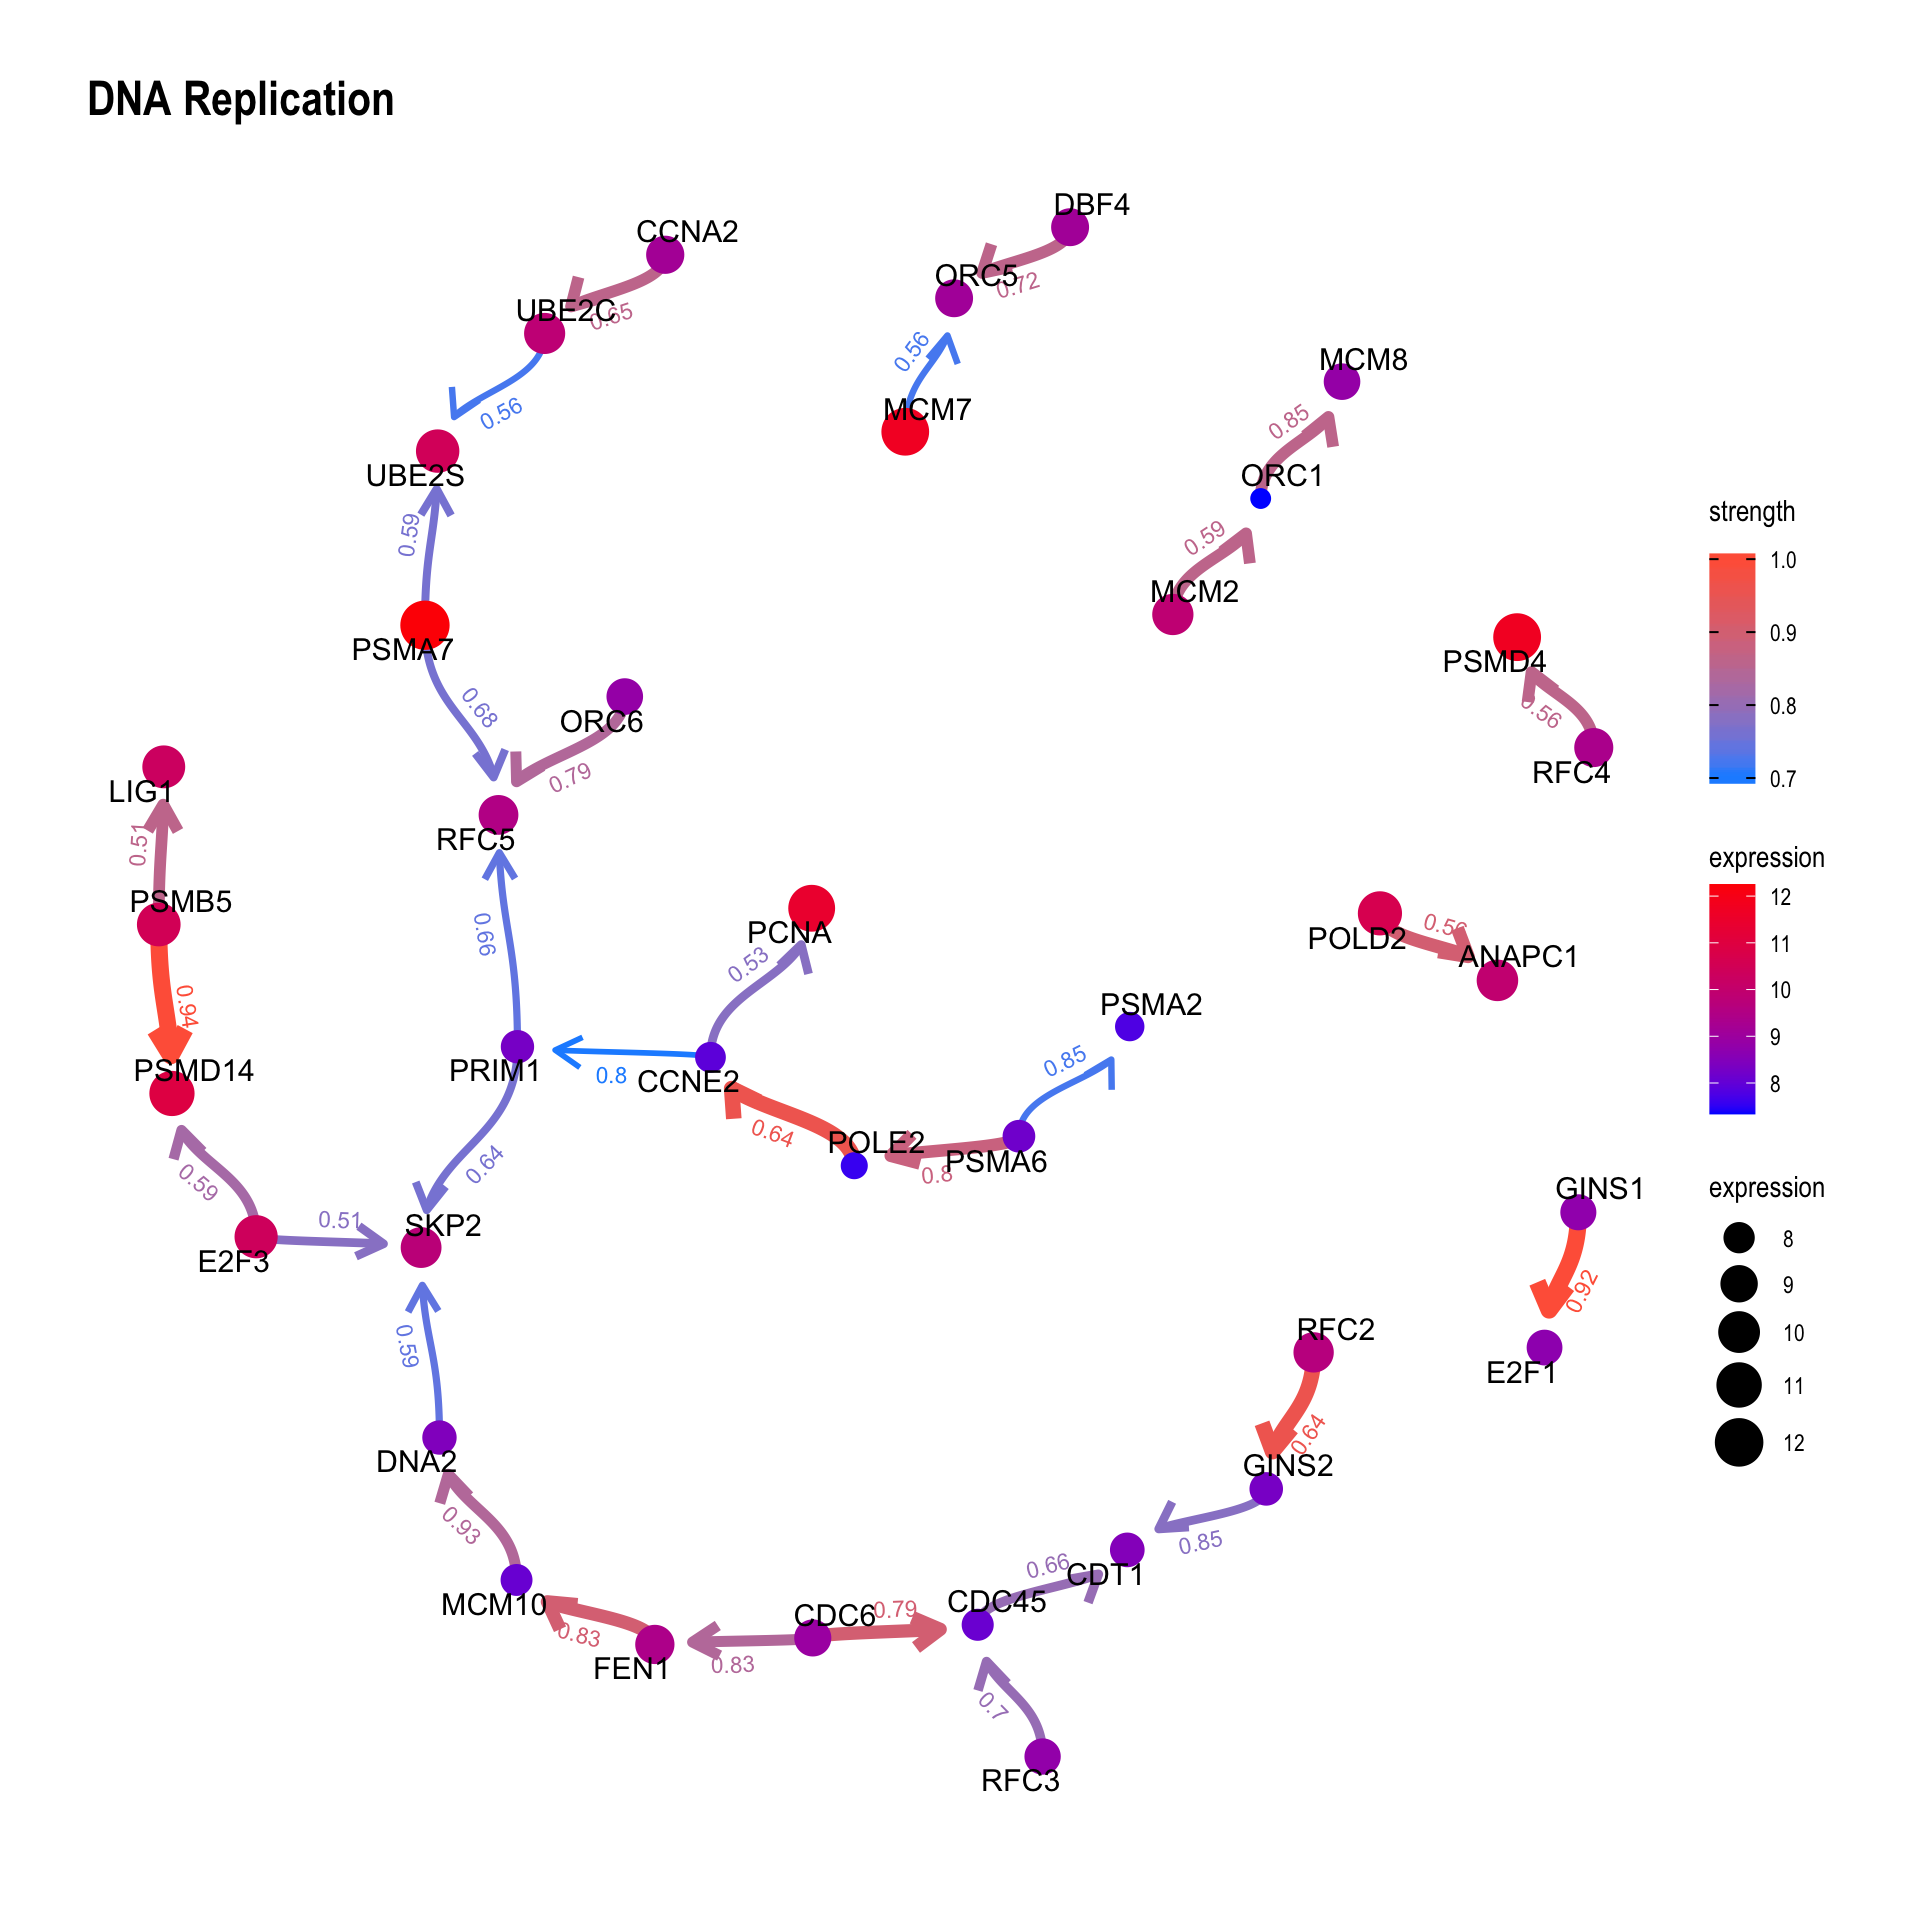 DNA Replication
DBF4
CCNA2
ORC5
0.72
UBE2C
0.65
0.56
MCM8
MCM7
0.56
0.85
UBE2S
ORC1
strength
0.59
0.59
1.0
MCM2
0.9
PSMA7
PSMD4
0.8
0.68
ORC6
0.56
0.7
RFC4
LIG1
0.79
0.51
RFC5
expression
PSMB5
12
PCNA
0.56
POLD2
11
0.66
ANAPC1
0.53
10
0.94
PSMA2
9
PSMD14
PRIM1
0.8
CCNE2
0.85
8
0.64
POLE2
0.8
PSMA6
0.59
0.64
GINS1
expression
0.51
SKP2
8
E2F3
9
0.92
RFC2
10
0.59
E2F1
11
0.64
12
DNA2
GINS2
0.93
0.85
0.66
CDT1
MCM10
CDC45
0.79
CDC6
0.83
FEN1
0.83
0.7
RFC3